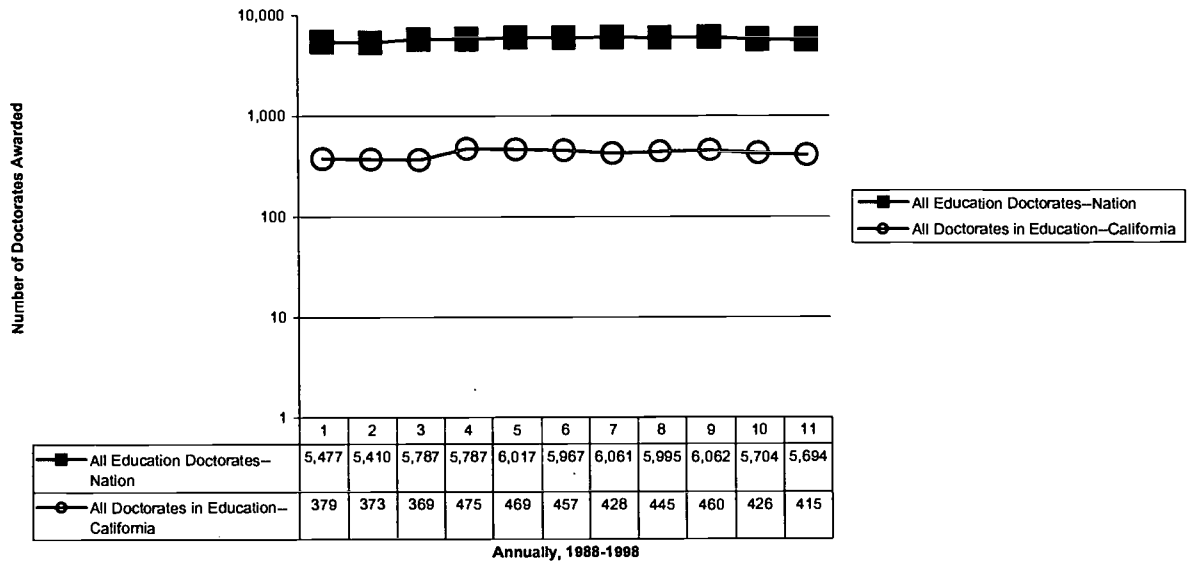 10,000
1,000
100
10
1
Number of Doctorates Awarded
All Education Doctorates--Nation
All Doctorates in Education--California
1 2 3 4 5 6 7 8 9 10 11
All Education Doctorates-- 5,477 5,410 5,787 5,787 6,017 5,967 6,061 5,995 6,062 5,704 5,694
Nation
All Doctorates in Education-- 379 373 369 475 469 457 428 445 460 426 415
California
Annually, 1988-1998